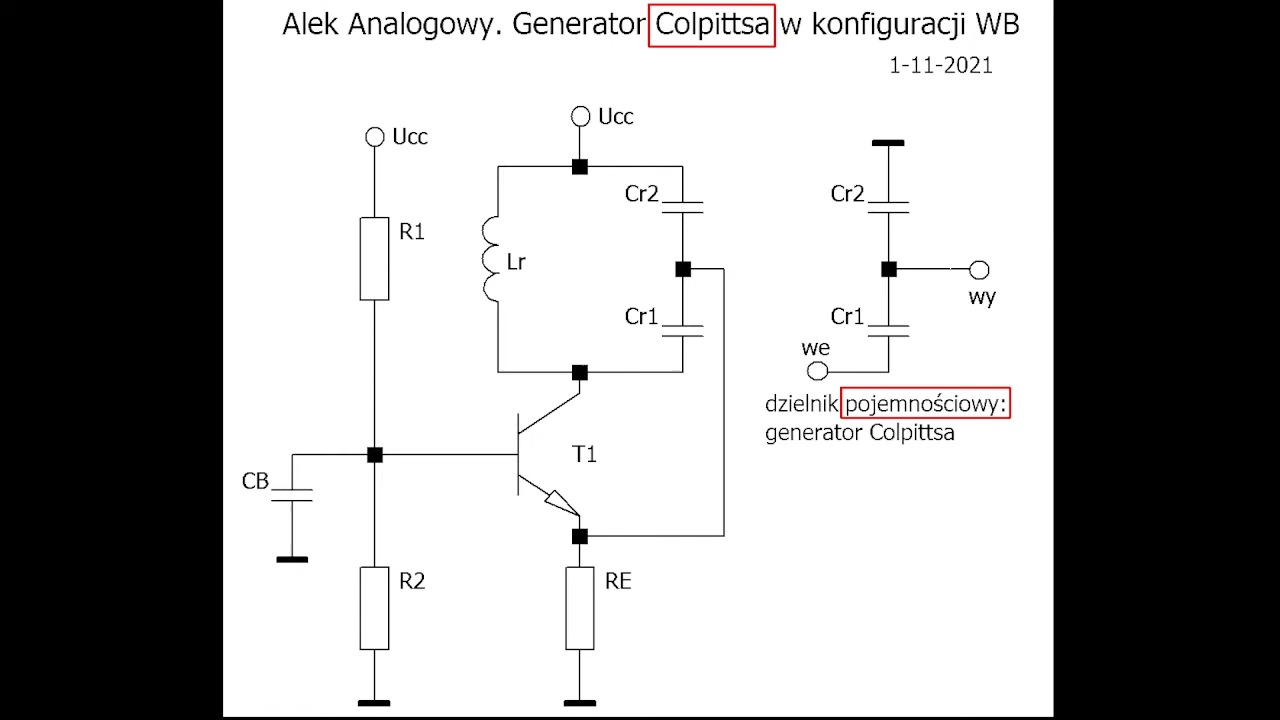 Alek Analogowy. Generator Colpittsa w konfiguracji WB
1-11-2021
Ucc
Ucc
R1
Lr
Cr2
Cr1
Cr2
Cr1
wy
we
dzielnik pojemnościowy:
generator Colpittsa
T1
CB
R2
RE